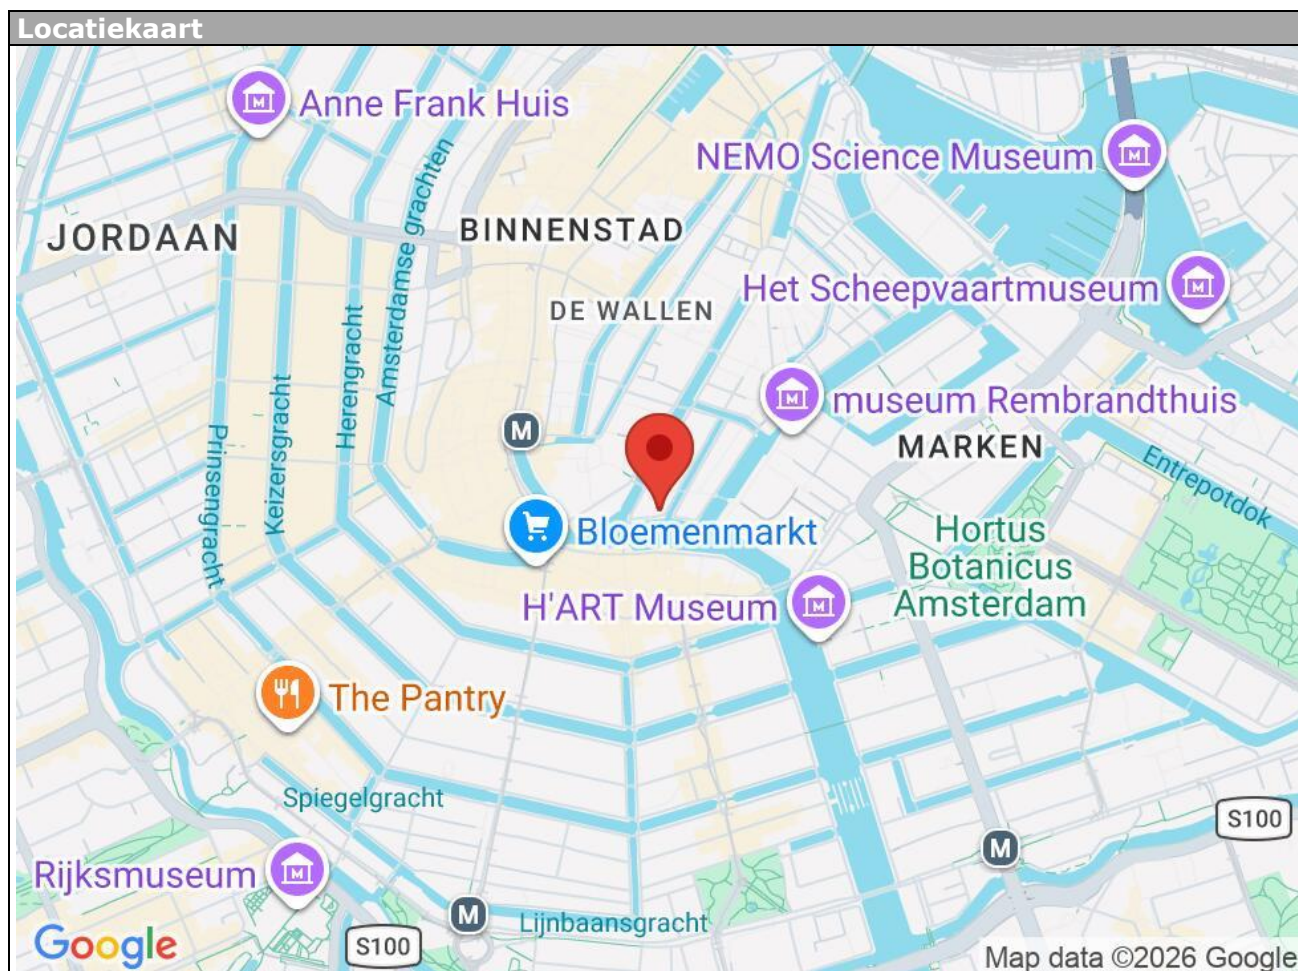 Locatiekaart
Anne Frank Huis
NEMO Science Museum
JORDAAN
BINNENSTAD
Amsterdamse grachten
Het Scheepvaartmuseum
DE WALLEN
Herengracht
Keizersgracht
Prinsengracht
M
museum Rembrandthuis
MARKEN
Entrepotdok
Bloemenmarkt
Hortus
Botanicus
Amsterdam
H'ART Museum
The Pantry
Spiegelgracht
S100
Rijksmuseum
M
M
Lijnbaansgracht
Google
S100
Map data ©2026 Google